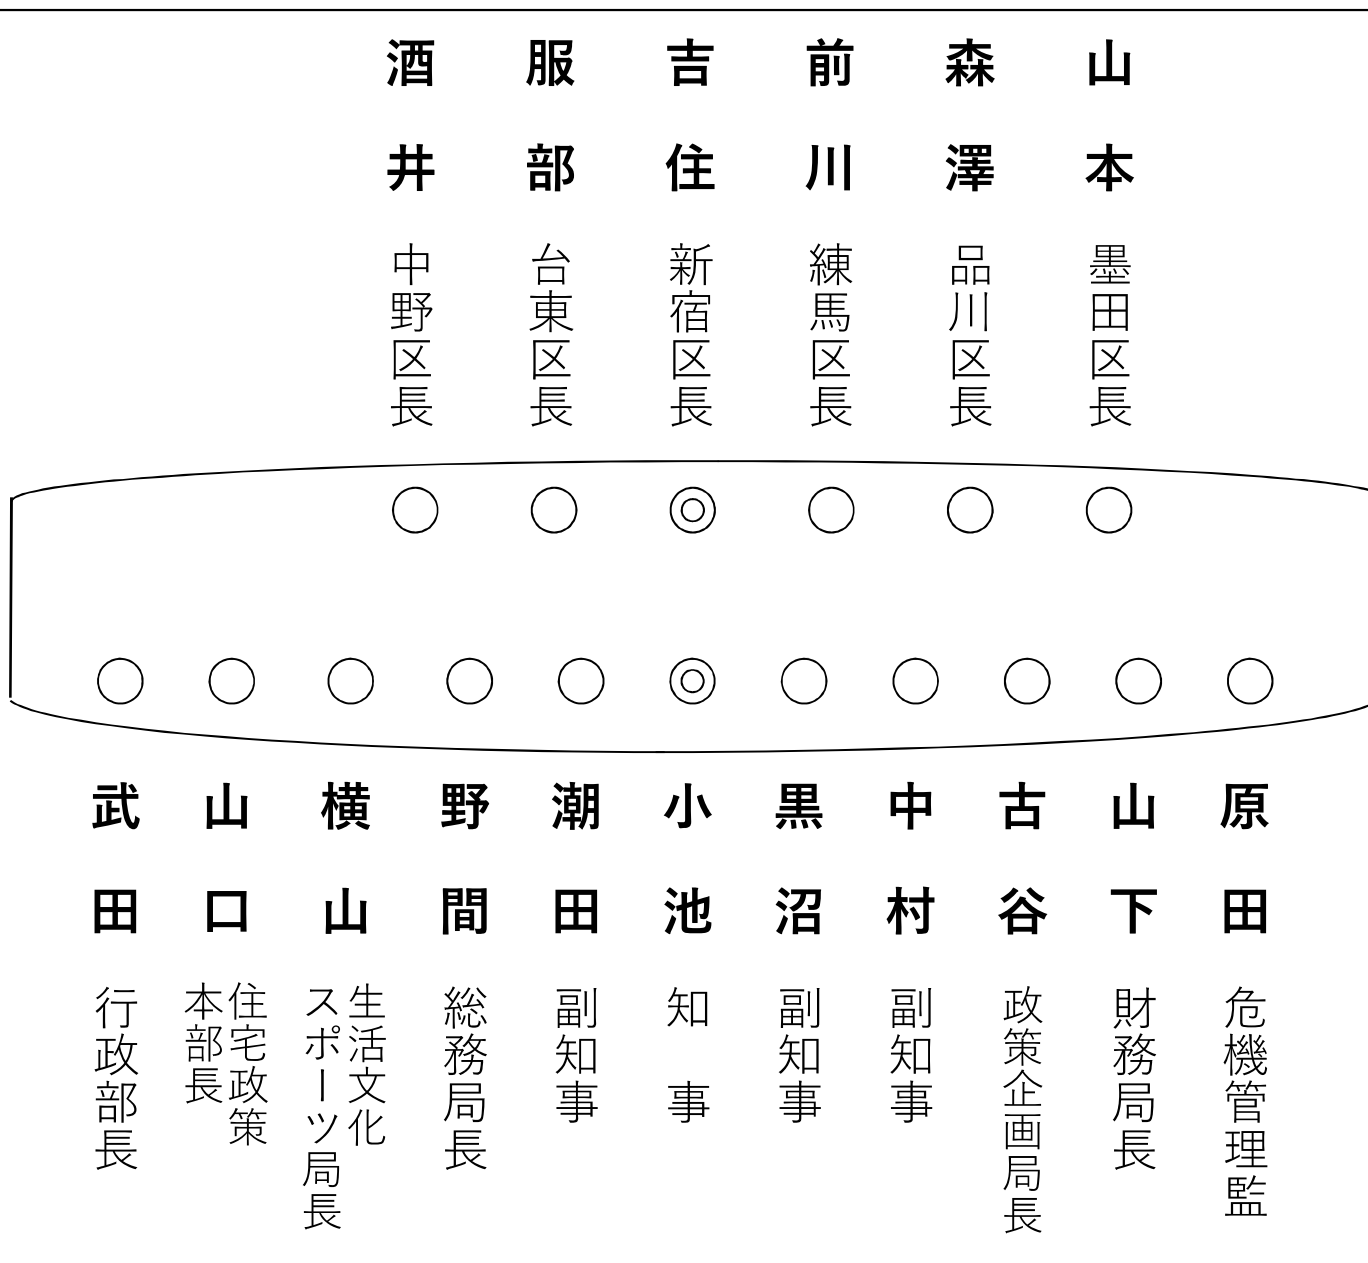 酒井 中野区長
服部 台東区長
吉住 新宿区長
前川 練馬区長
森澤 品川区長
山本 墨田区長
武田 行政部長
山口 住宅政策
本部長
横山 生活文化
スポーツ局長
野間 総務局長
潮田 副知事
小池 知事
黒沼 副知事
中村 副知事
古谷 政策企画局長
山下 財務局長
原田 危機管理監